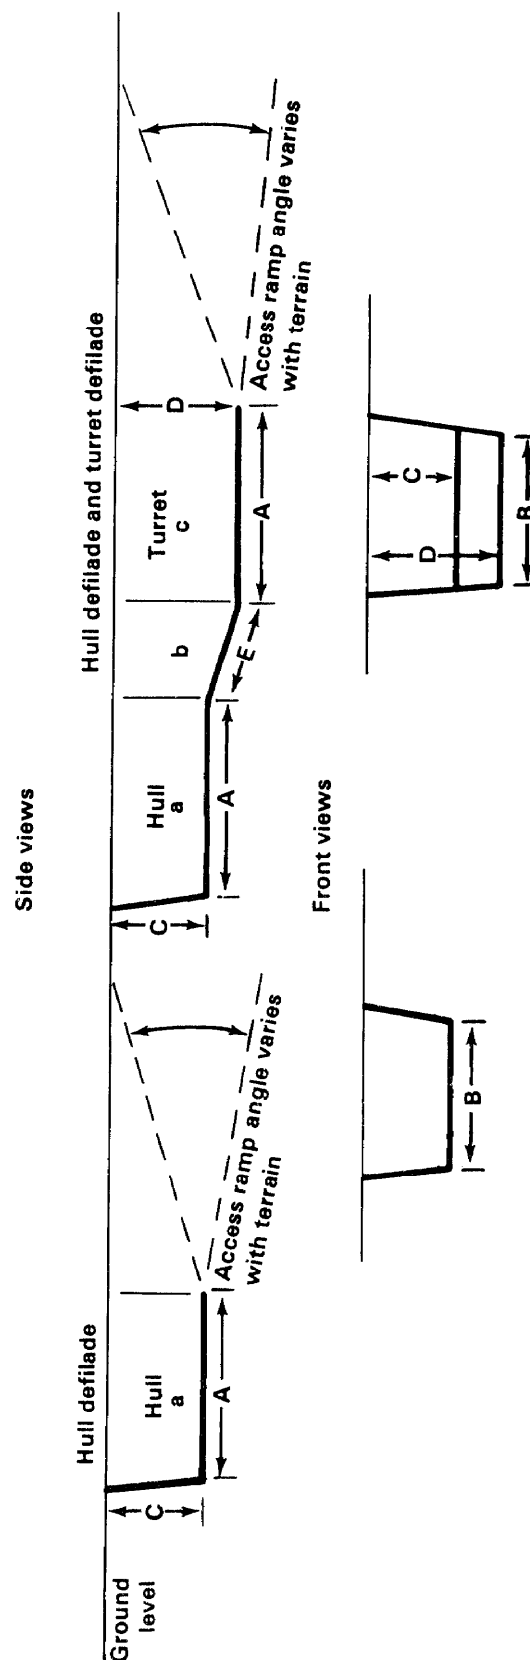 Side views
Hull defilade
Hull defilade and turret defilade
Ground
level
C
Hull
a
A
Access ramp angle varies
with terrain
C
Hull
a
A
b
E
Turret
c
A
D
Access ramp angle varies
with terrain
Front views
B
D
C
B